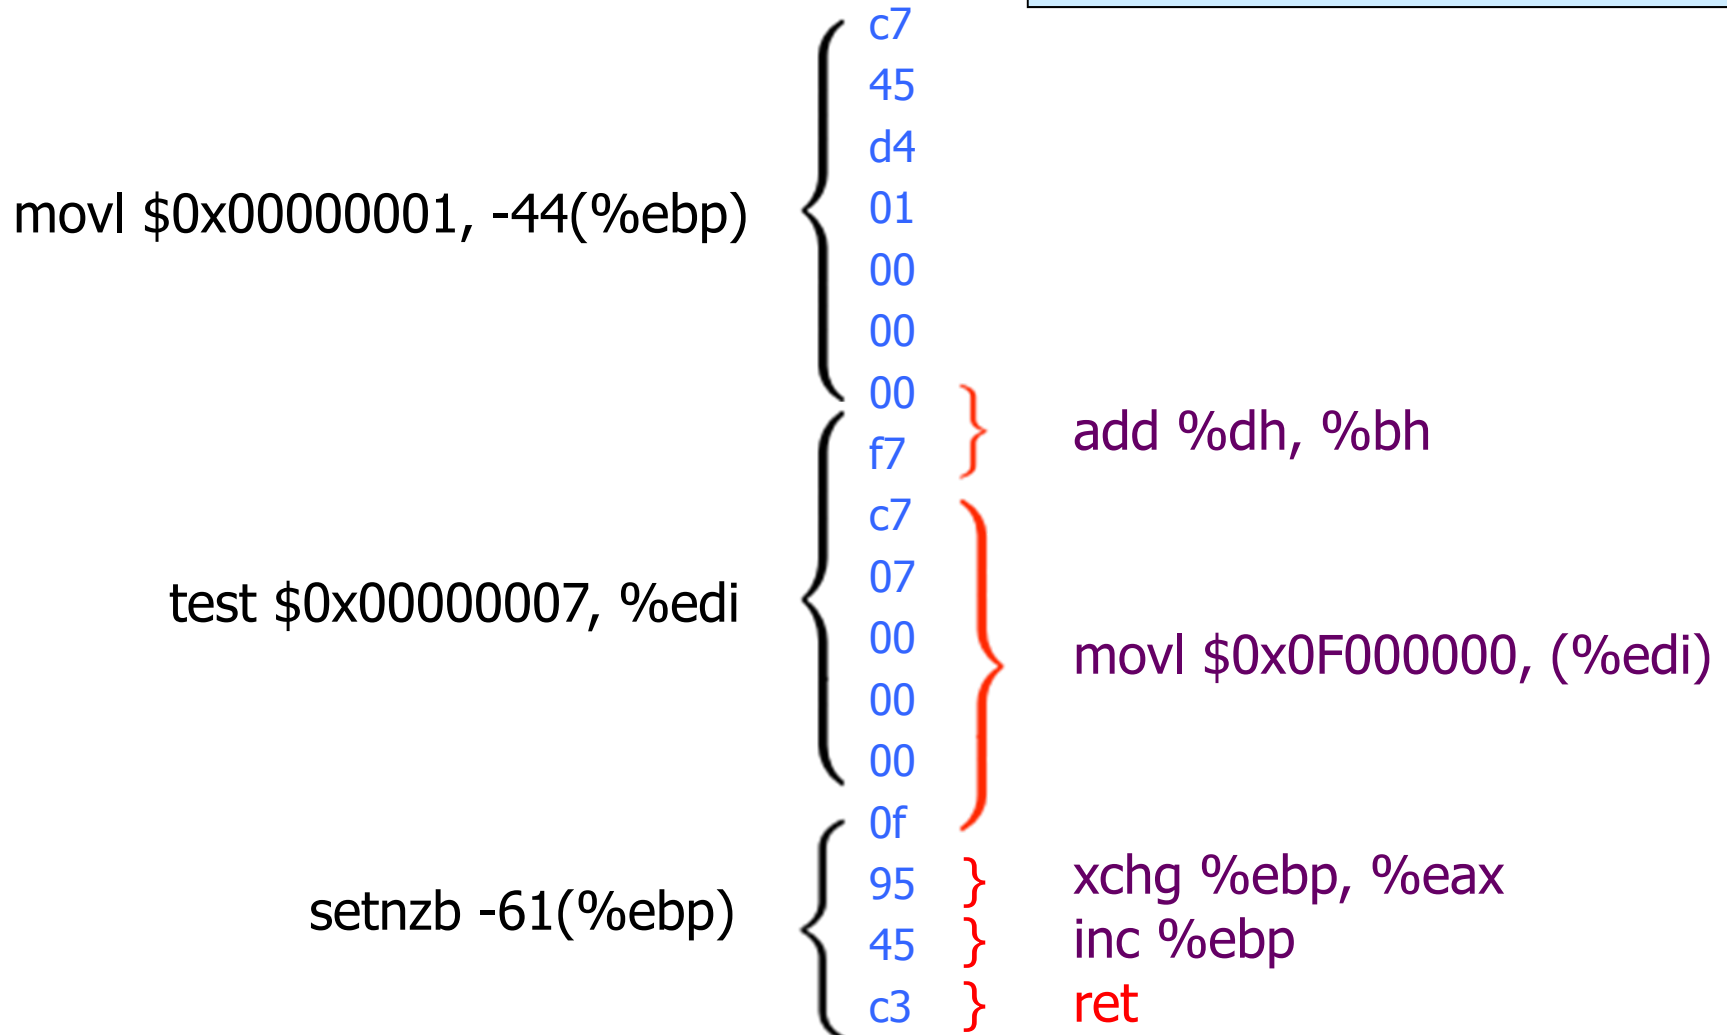 c7
45
d4
movl $0x00000001, -44(%ebp)
01
00
00
00
add %dh, %bh
f7
c7
07
test $0x00000007, %edi
00
movl $0x0F000000, (%edi)
00
00
0f
95
xchg %ebp, %eax
setnzb -61(%ebp)
45
inc %ebp
c3
ret